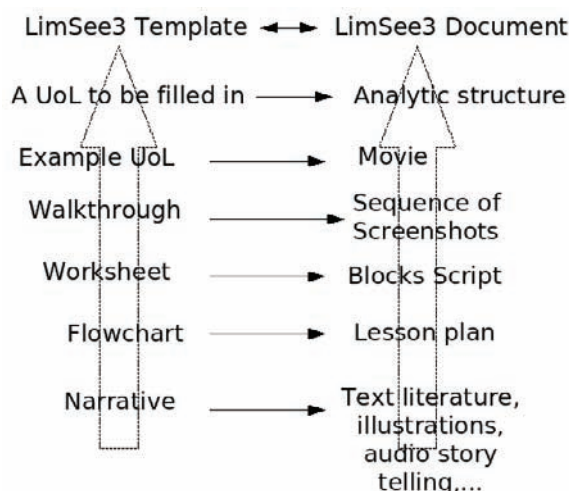 LimSee3 Template LimSee3 Document
A UoL to be filled in Analytic structure
Example UoL Movie
Walkthrough Sequence of
Screenshots
Worksheet Blocks Script
Flowchart Lesson plan
Narrative Text literature,
illustrations,
audio story
telling,...